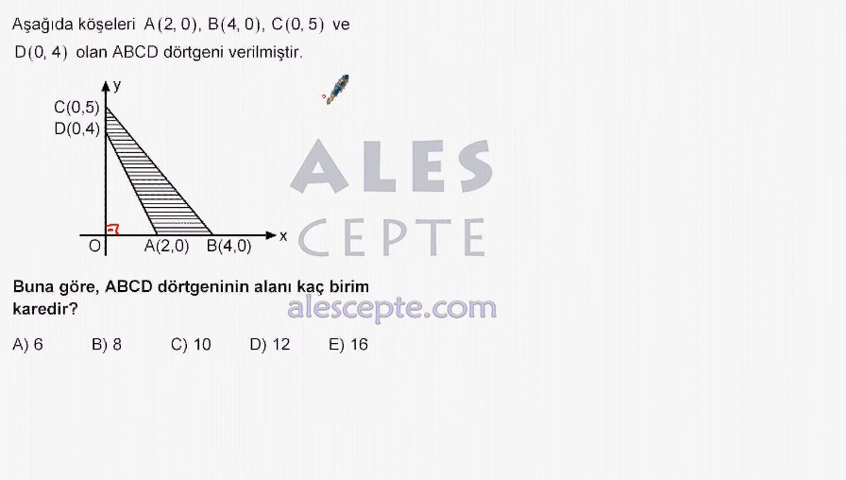 Aşağıda köşeleri A(2, 0), B(4, 0), C(0, 5) ve
D(0, 4) olan ABCD dörtgeni verilmiştir.
y
C(0,5)
D(0,4)
O
A(2,0)
B(4,0)
x
ALES
CEPTE
alescepte.com
Buna göre, ABCD dörtgeninin alanı kaç birim
karedir?
A) 6 B) 8 C) 10 D) 12 E) 16